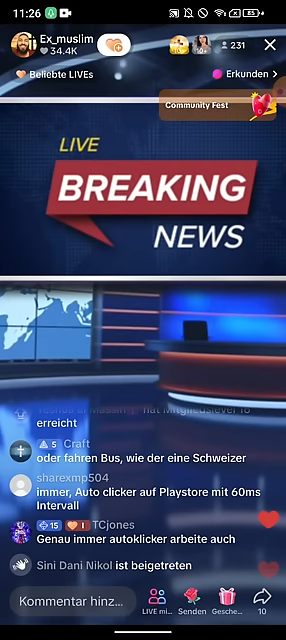 11:26
85
Ex_muslim
34.4K
231
Beliebte LIVEs
Erkunden
Community Fest
LIVE
BREAKING
NEWS
hat Mitgliedslevel 10
erreicht
5 Craft
oder fahren Bus, wie der eine Schweizer
sharexmp504
immer, Auto clicker auf Playstore mit 60ms
Intervall
15 I TCjones
Genau immer autoklicker arbeite auch
Sini Dani Nikol ist beigetreten
Kommentar hinz...
LIVE mi...
Senden
Gesche...
10